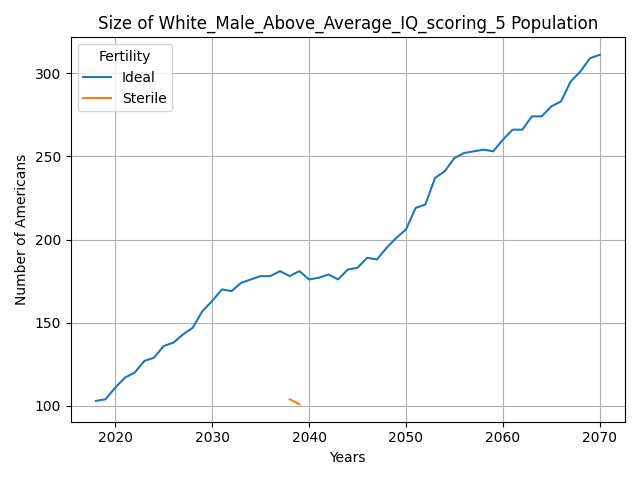 Size of White_Male_Above_Average_IQ_scoring_5 Population
Fertility
Ideal
Sterile
300
250
200
150
100
Number of Americans
2020 2030 2040 2050 2060 2070
Years